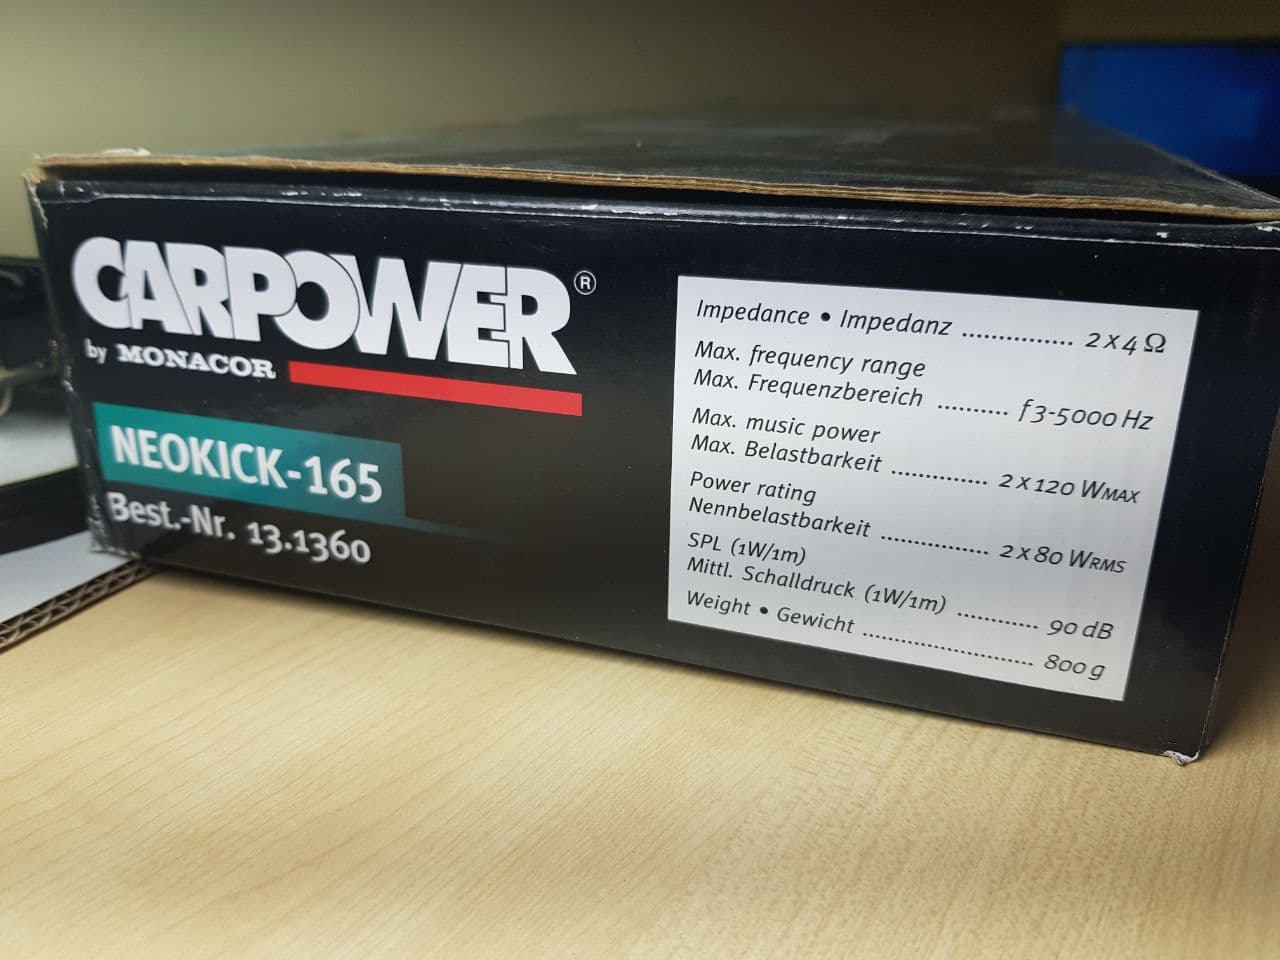 CARPOWER®
by MONACOR
NEOKICK-165
Best.-Nr. 13.1360
Impedance • Impedanz ............... 2 x 4 Ω
Max. frequency range
Max. Frequenzbereich .......... f3-5000 Hz
Max. music power
Max. Belastbarkeit .............. 2 x 120 WMAX
Power rating
Nennbelastbarkeit ................ 2 x 80 WRMS
SPL (1W/1m)
Mittl. Schalldruck (1W/1m) ............ 90 dB
Weight • Gewicht ......................... 800 g